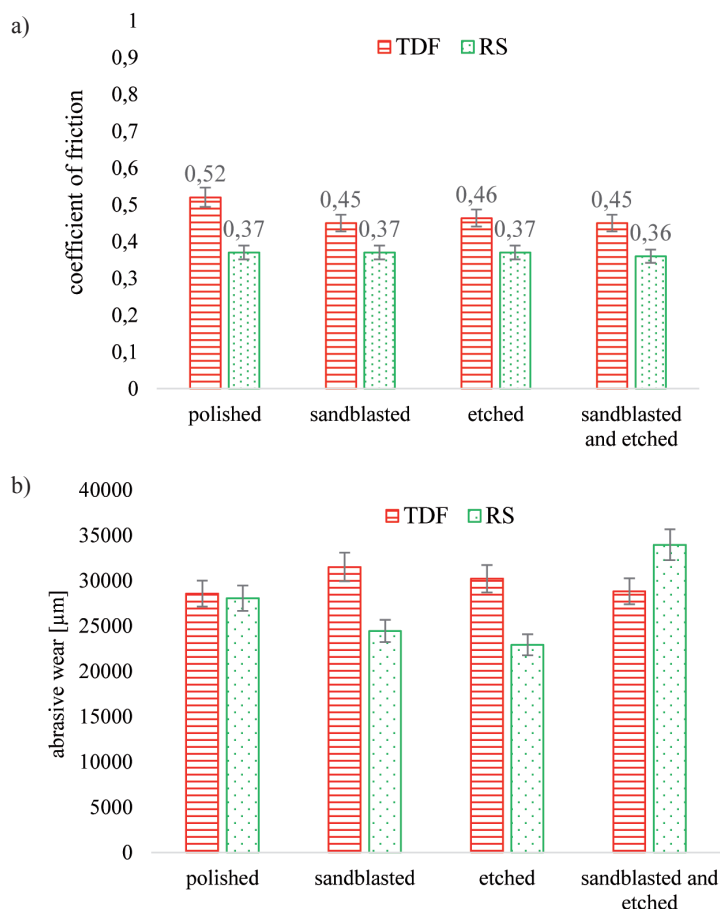 a)
coefficient of friction
1
0,9
0,8
0,7
0,6
0,5
0,4
0,3
0,2
0,1
0
TDF RS
0,52 0,37 0,45 0,37 0,46 0,37 0,45 0,36
polished sandblasted etched sandblasted
and etched
b)
abrasive wear [µm]
40000
35000
30000
25000
20000
15000
10000
5000
0
TDF RS
polished sandblasted etched sandblasted and
etched